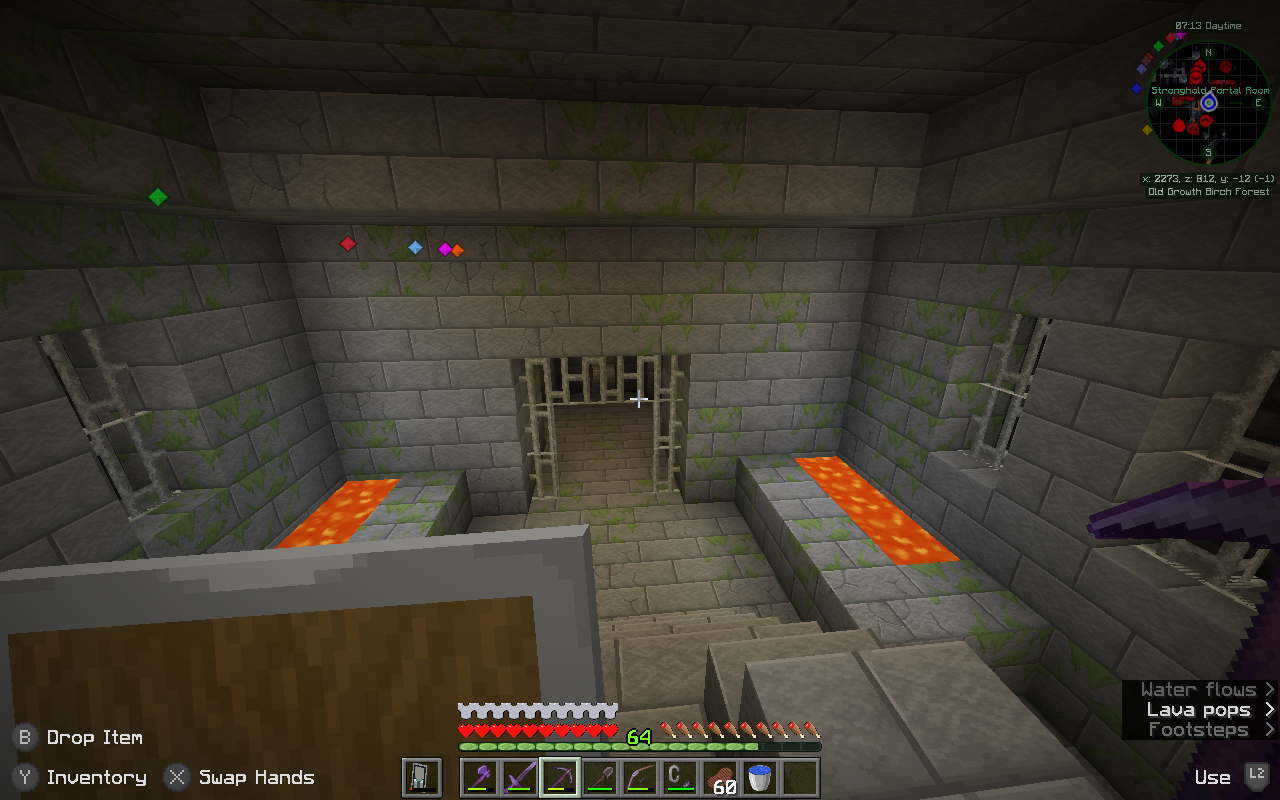 07:13 Daytime
N
Stronghold Portal Room
W E
S
x: 2273, z: 812, y: -12 (-1)
Old Growth Birch Forest
Water flows >
Lava pops >
Footsteps >
64
60
B Drop Item
Y Inventory X Swap Hands
Use L2